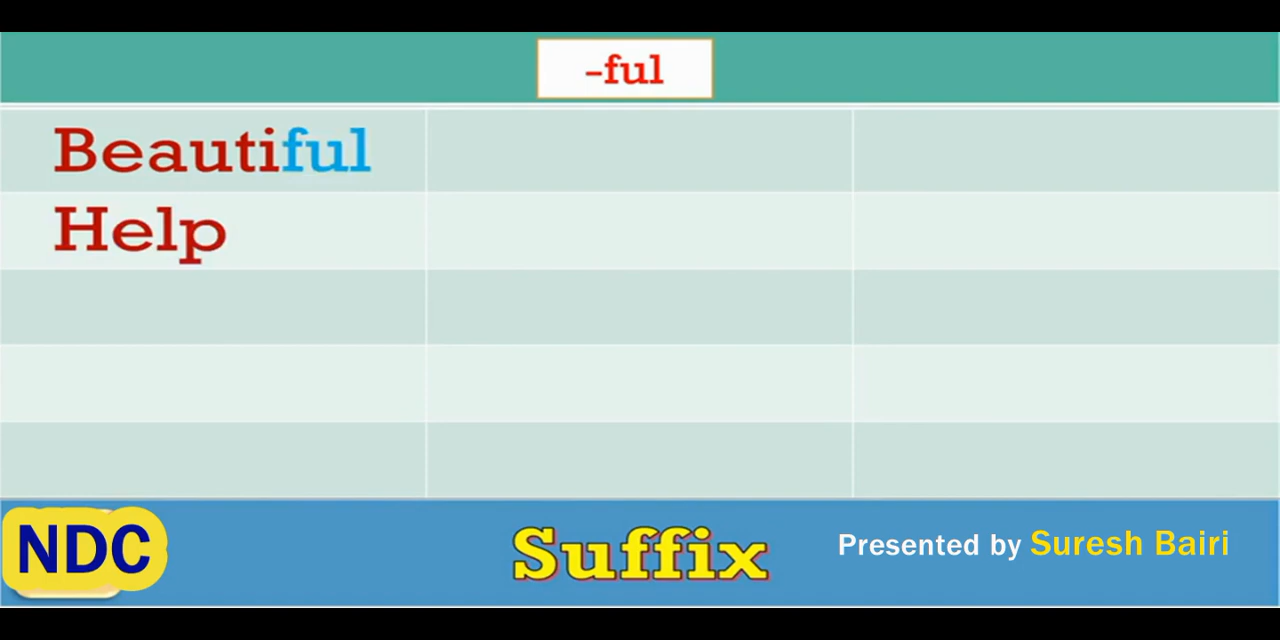 -ful
Beautiful
Help
NDC
Suffix
Presented by Suresh Bairi